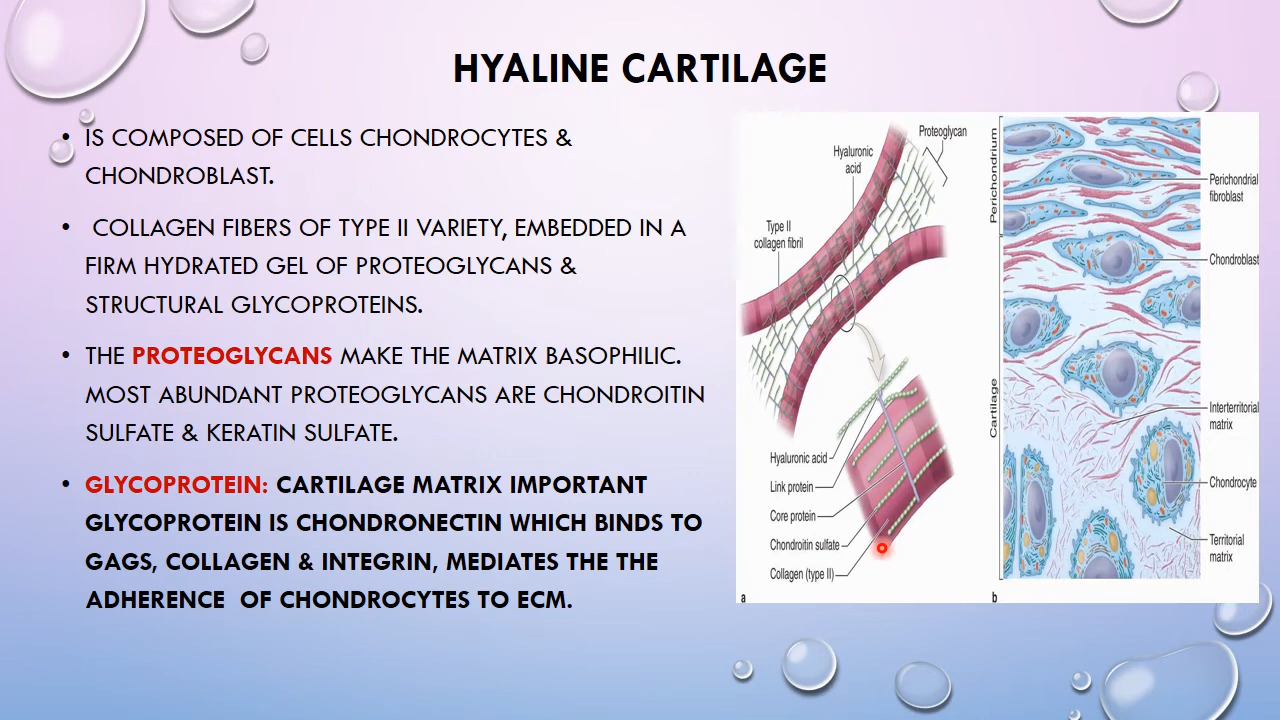 HYALINE CARTILAGE
• IS COMPOSED OF CELLS CHONDROCYTES &
CHONDROBLAST.
• COLLAGEN FIBERS OF TYPE II VARIETY, EMBEDDED IN A
FIRM HYDRATED GEL OF PROTEOGLYCANS &
STRUCTURAL GLYCOPROTEINS.
• THE PROTEOGLYCANS MAKE THE MATRIX BASOPHILIC.
MOST ABUNDANT PROTEOGLYCANS ARE CHONDROITIN
SULFATE & KERATIN SULFATE.
• GLYCOPROTEIN: CARTILAGE MATRIX IMPORTANT
GLYCOPROTEIN IS CHONDRONECTIN WHICH BINDS TO
GAGS, COLLAGEN & INTEGRIN, MEDIATES THE THE
ADHERENCE OF CHONDROCYTES TO ECM.
Proteoglycan
Hyaluronic
acid
Type II
collagen fibril
Hyaluronic acid
Link protein
Core protein
Chondroitin sulfate
Collagen (type II)
a
Perichondrium
Cartilage
Perichondrial
fibroblast
Chondroblast
Interterritorial
matrix
Chondrocyte
Territorial
matrix
b